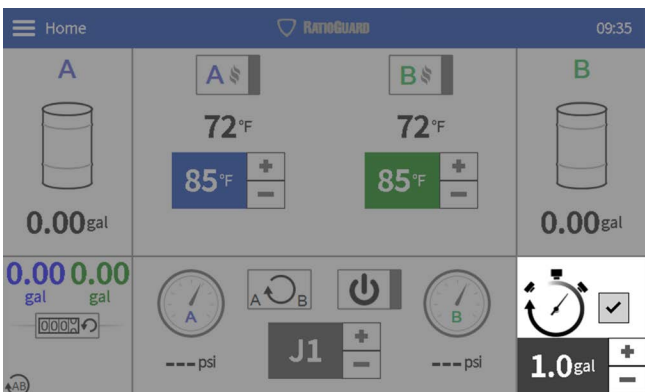 Home
RATIOGUARD
09:35
A
A
B
B
72°F
72°F
85°F
+
−
85°F
+
−
0.00gal
0.00gal
0.00 0.00
gal gal
A
A B
B
--- psi
J1
+
−
--- psi
1.0gal
+
−
AB